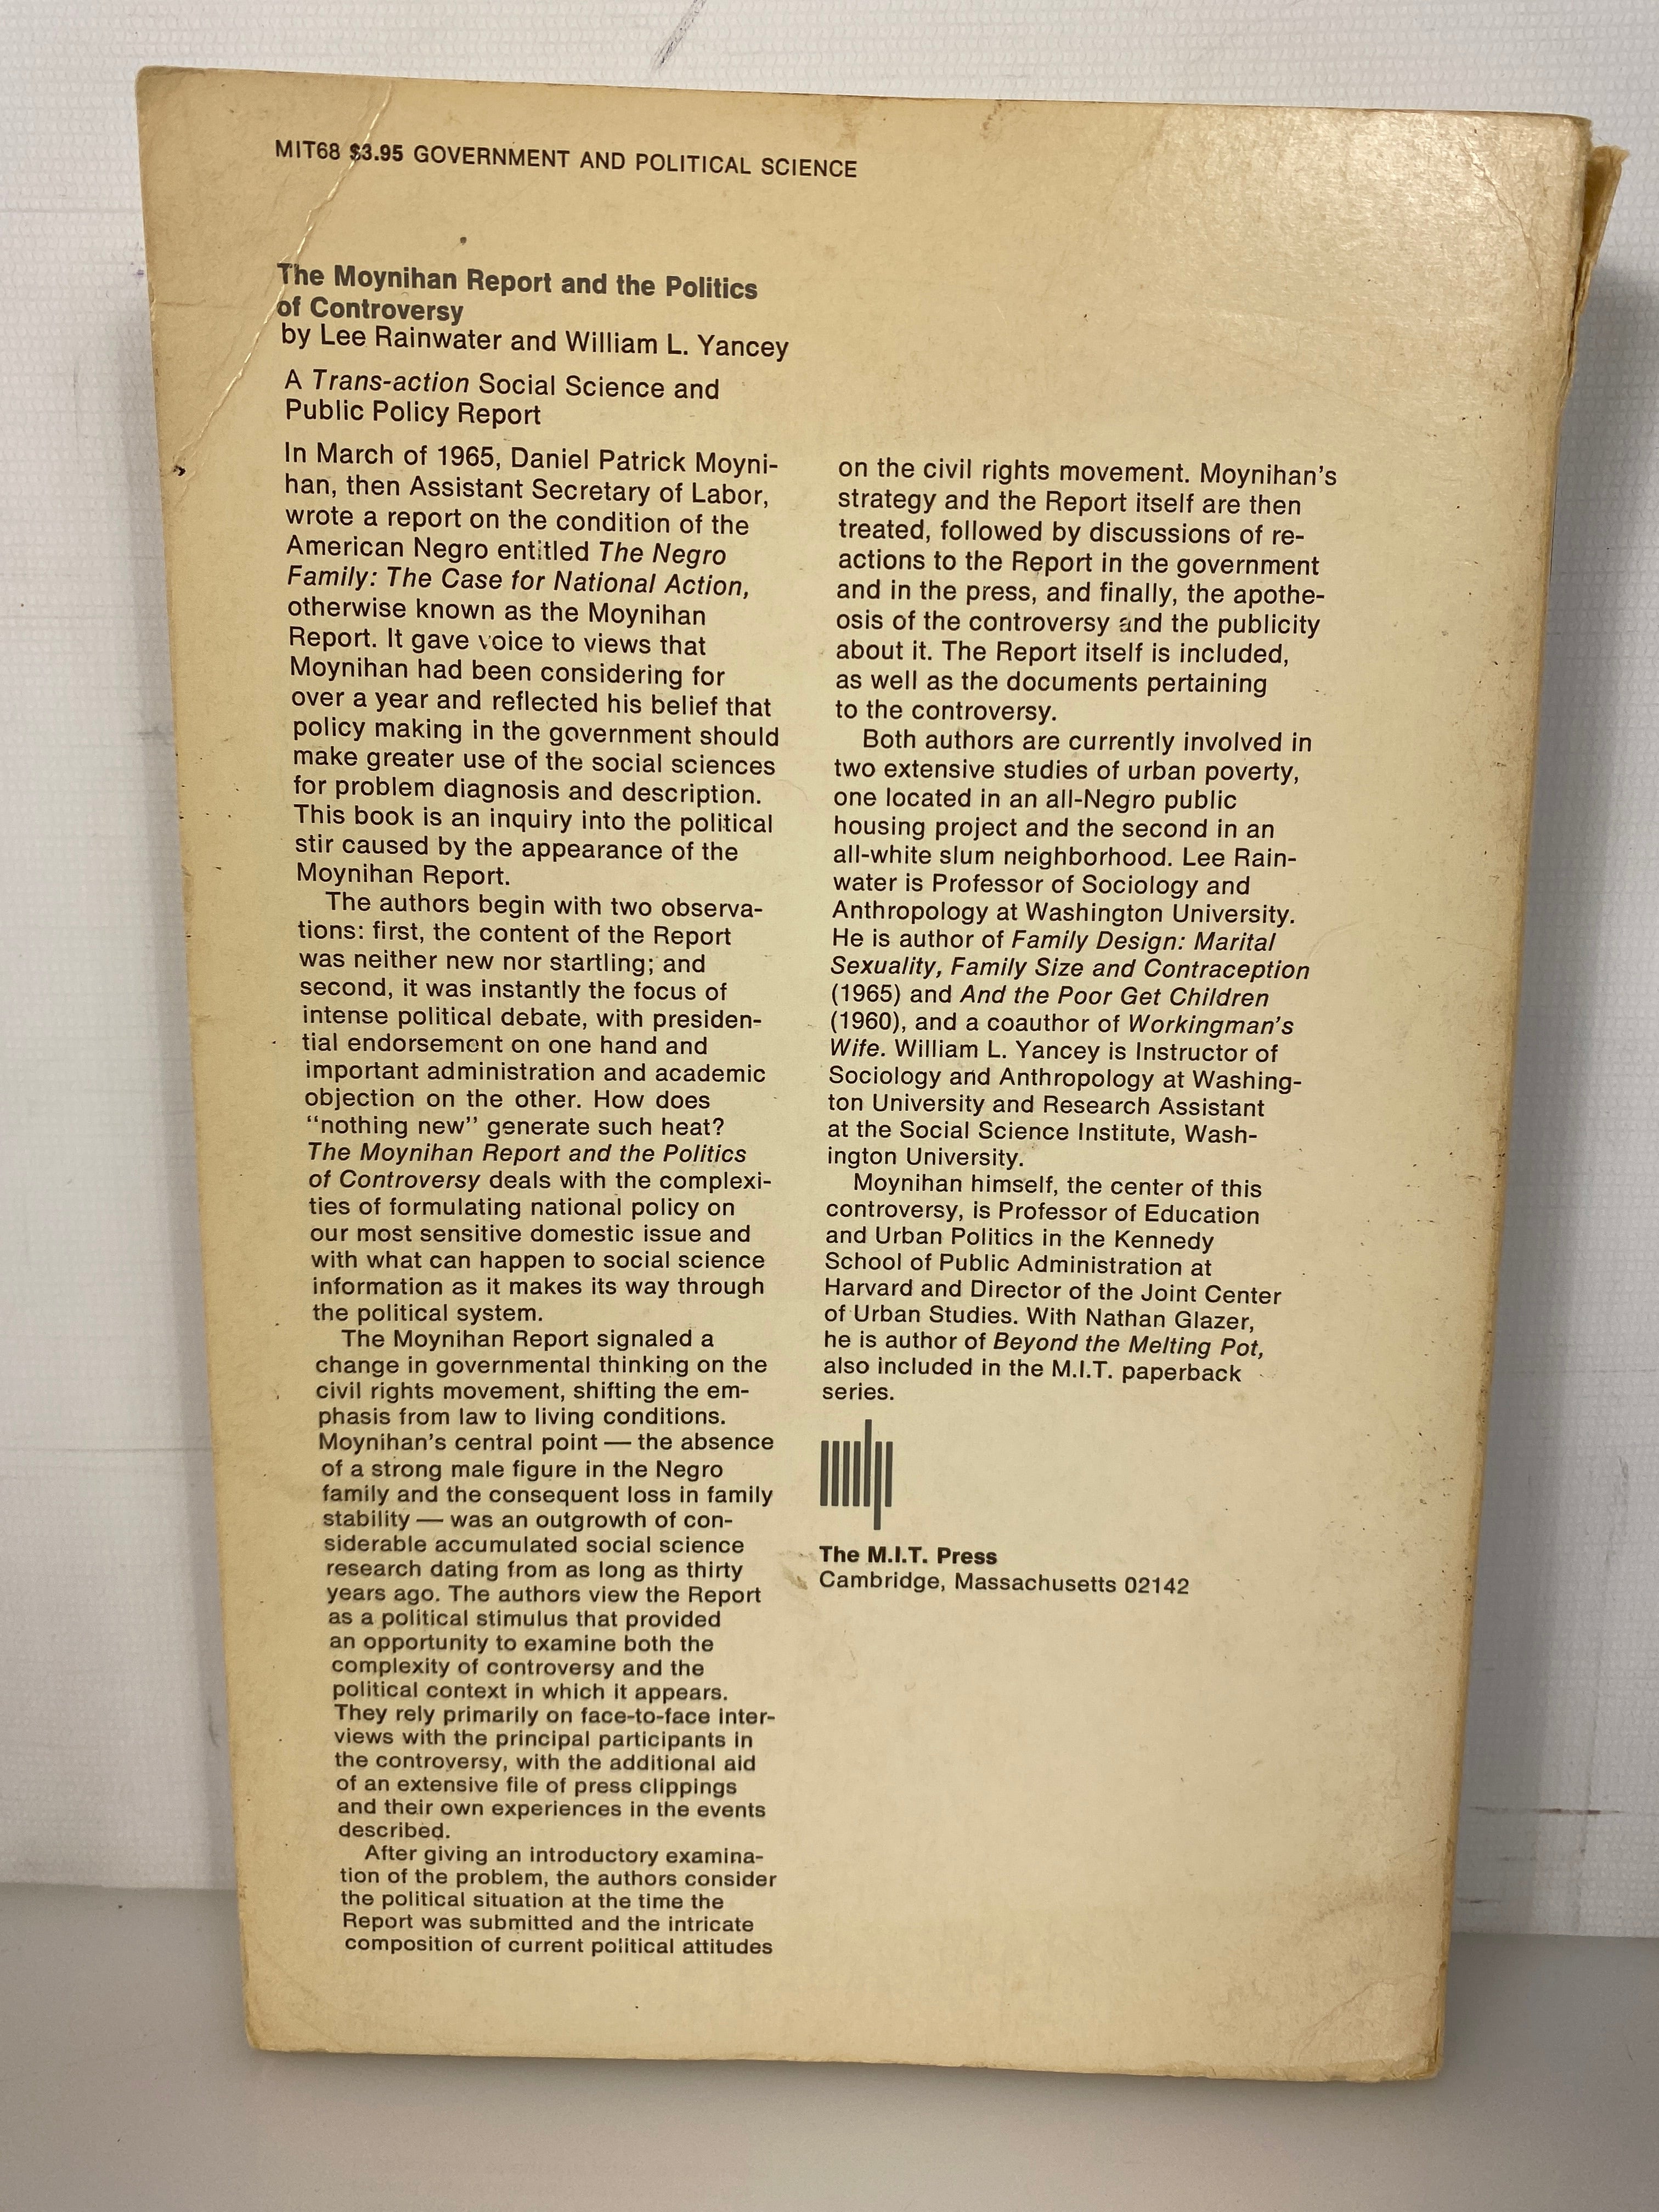 MIT68 $3.95 GOVERNMENT AND POLITICAL SCIENCE
The Moynihan Report and the Politics
of Controversy
by Lee Rainwater and William L. Yancey
A Trans-action Social Science and
Public Policy Report
In March of 1965, Daniel Patrick Moyni-
han, then Assistant Secretary of Labor,
wrote a report on the condition of the
American Negro entitled The Negro
Family: The Case for National Action,
otherwise known as the Moynihan
Report. It gave voice to views that
Moynihan had been considering for
over a year and reflected his belief that
policy making in the government should
make greater use of the social sciences
for problem diagnosis and description.
This book is an inquiry into the political
stir caused by the appearance of the
Moynihan Report.
The authors begin with two observa-
tions: first, the content of the Report
was neither new nor startling; and
second, it was instantly the focus of
intense political debate, with presiden-
tial endorsement on one hand and
important administration and academic
objection on the other. How does
"nothing new" generate such heat?
The Moynihan Report and the Politics
of Controversy deals with the complexi-
ties of formulating national policy on
our most sensitive domestic issue and
with what can happen to social science
information as it makes its way through
the political system.
The Moynihan Report signaled a
change in governmental thinking on the
civil rights movement, shifting the em-
phasis from law to living conditions.
Moynihan's central point — the absence
of a strong male figure in the Negro
family and the consequent loss in family
stability — was an outgrowth of con-
siderable accumulated social science
research dating from as long as thirty
years ago. The authors view the Report
as a political stimulus that provided
an opportunity to examine both the
complexity of controversy and the
political context in which it appears.
They rely primarily on face-to-face inter-
views with the principal participants in
the controversy, with the additional aid
of an extensive file of press clippings
and their own experiences in the events
described.
After giving an introductory examina-
tion of the problem, the authors consider
the political situation at the time the
Report was submitted and the intricate
composition of current political attitudes
on the civil rights movement. Moynihan's
strategy and the Report itself are then
treated, followed by discussions of re-
actions to the Report in the government
and in the press, and finally, the apothe-
osis of the controversy and the publicity
about it. The Report itself is included,
as well as the documents pertaining
to the controversy.
Both authors are currently involved in
two extensive studies of urban poverty,
one located in an all-Negro public
housing project and the second in an
all-white slum neighborhood. Lee Rain-
water is Professor of Sociology and
Anthropology at Washington University.
He is author of Family Design: Marital
Sexuality, Family Size and Contraception
(1965) and And the Poor Get Children
(1960), and a coauthor of Workingman's
Wife. William L. Yancey is Instructor of
Sociology and Anthropology at Washing-
ton University and Research Assistant
at the Social Science Institute, Wash-
ington University.
Moynihan himself, the center of this
controversy, is Professor of Education
and Urban Politics in the Kennedy
School of Public Administration at
Harvard and Director of the Joint Center
of Urban Studies. With Nathan Glazer,
he is author of Beyond the Melting Pot,
also included in the M.I.T. paperback
series.
The M.I.T. Press
Cambridge, Massachusetts 02142